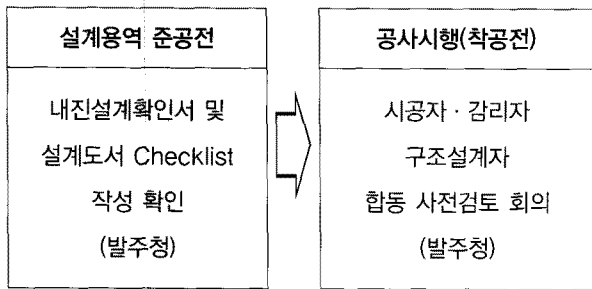 설계용역 준공전
내진설계확인서 및
설계도서 Checklist
작성 확인
(발주청)
공사시행(착공전)
시공자 · 감리자
구조설계자
합동 사전검토 회의
(발주청)